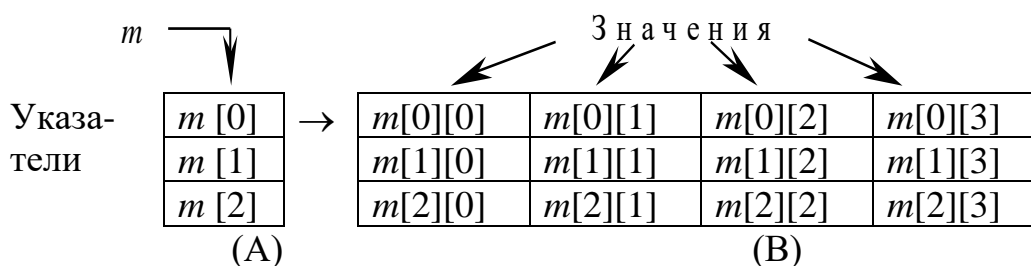 m Значения
Указа- m [0] → m[0][0] m[0][1] m[0][2] m[0][3]
тели m [1] m[1][0] m[1][1] m[1][2] m[1][3]
m [2] m[2][0] m[2][1] m[2][2] m[2][3]
(A) (B)